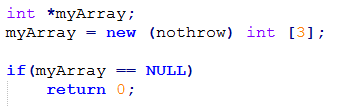 int *myArray;
myArray = new (nothrow) int [3];
if(myArray == NULL)
return 0;